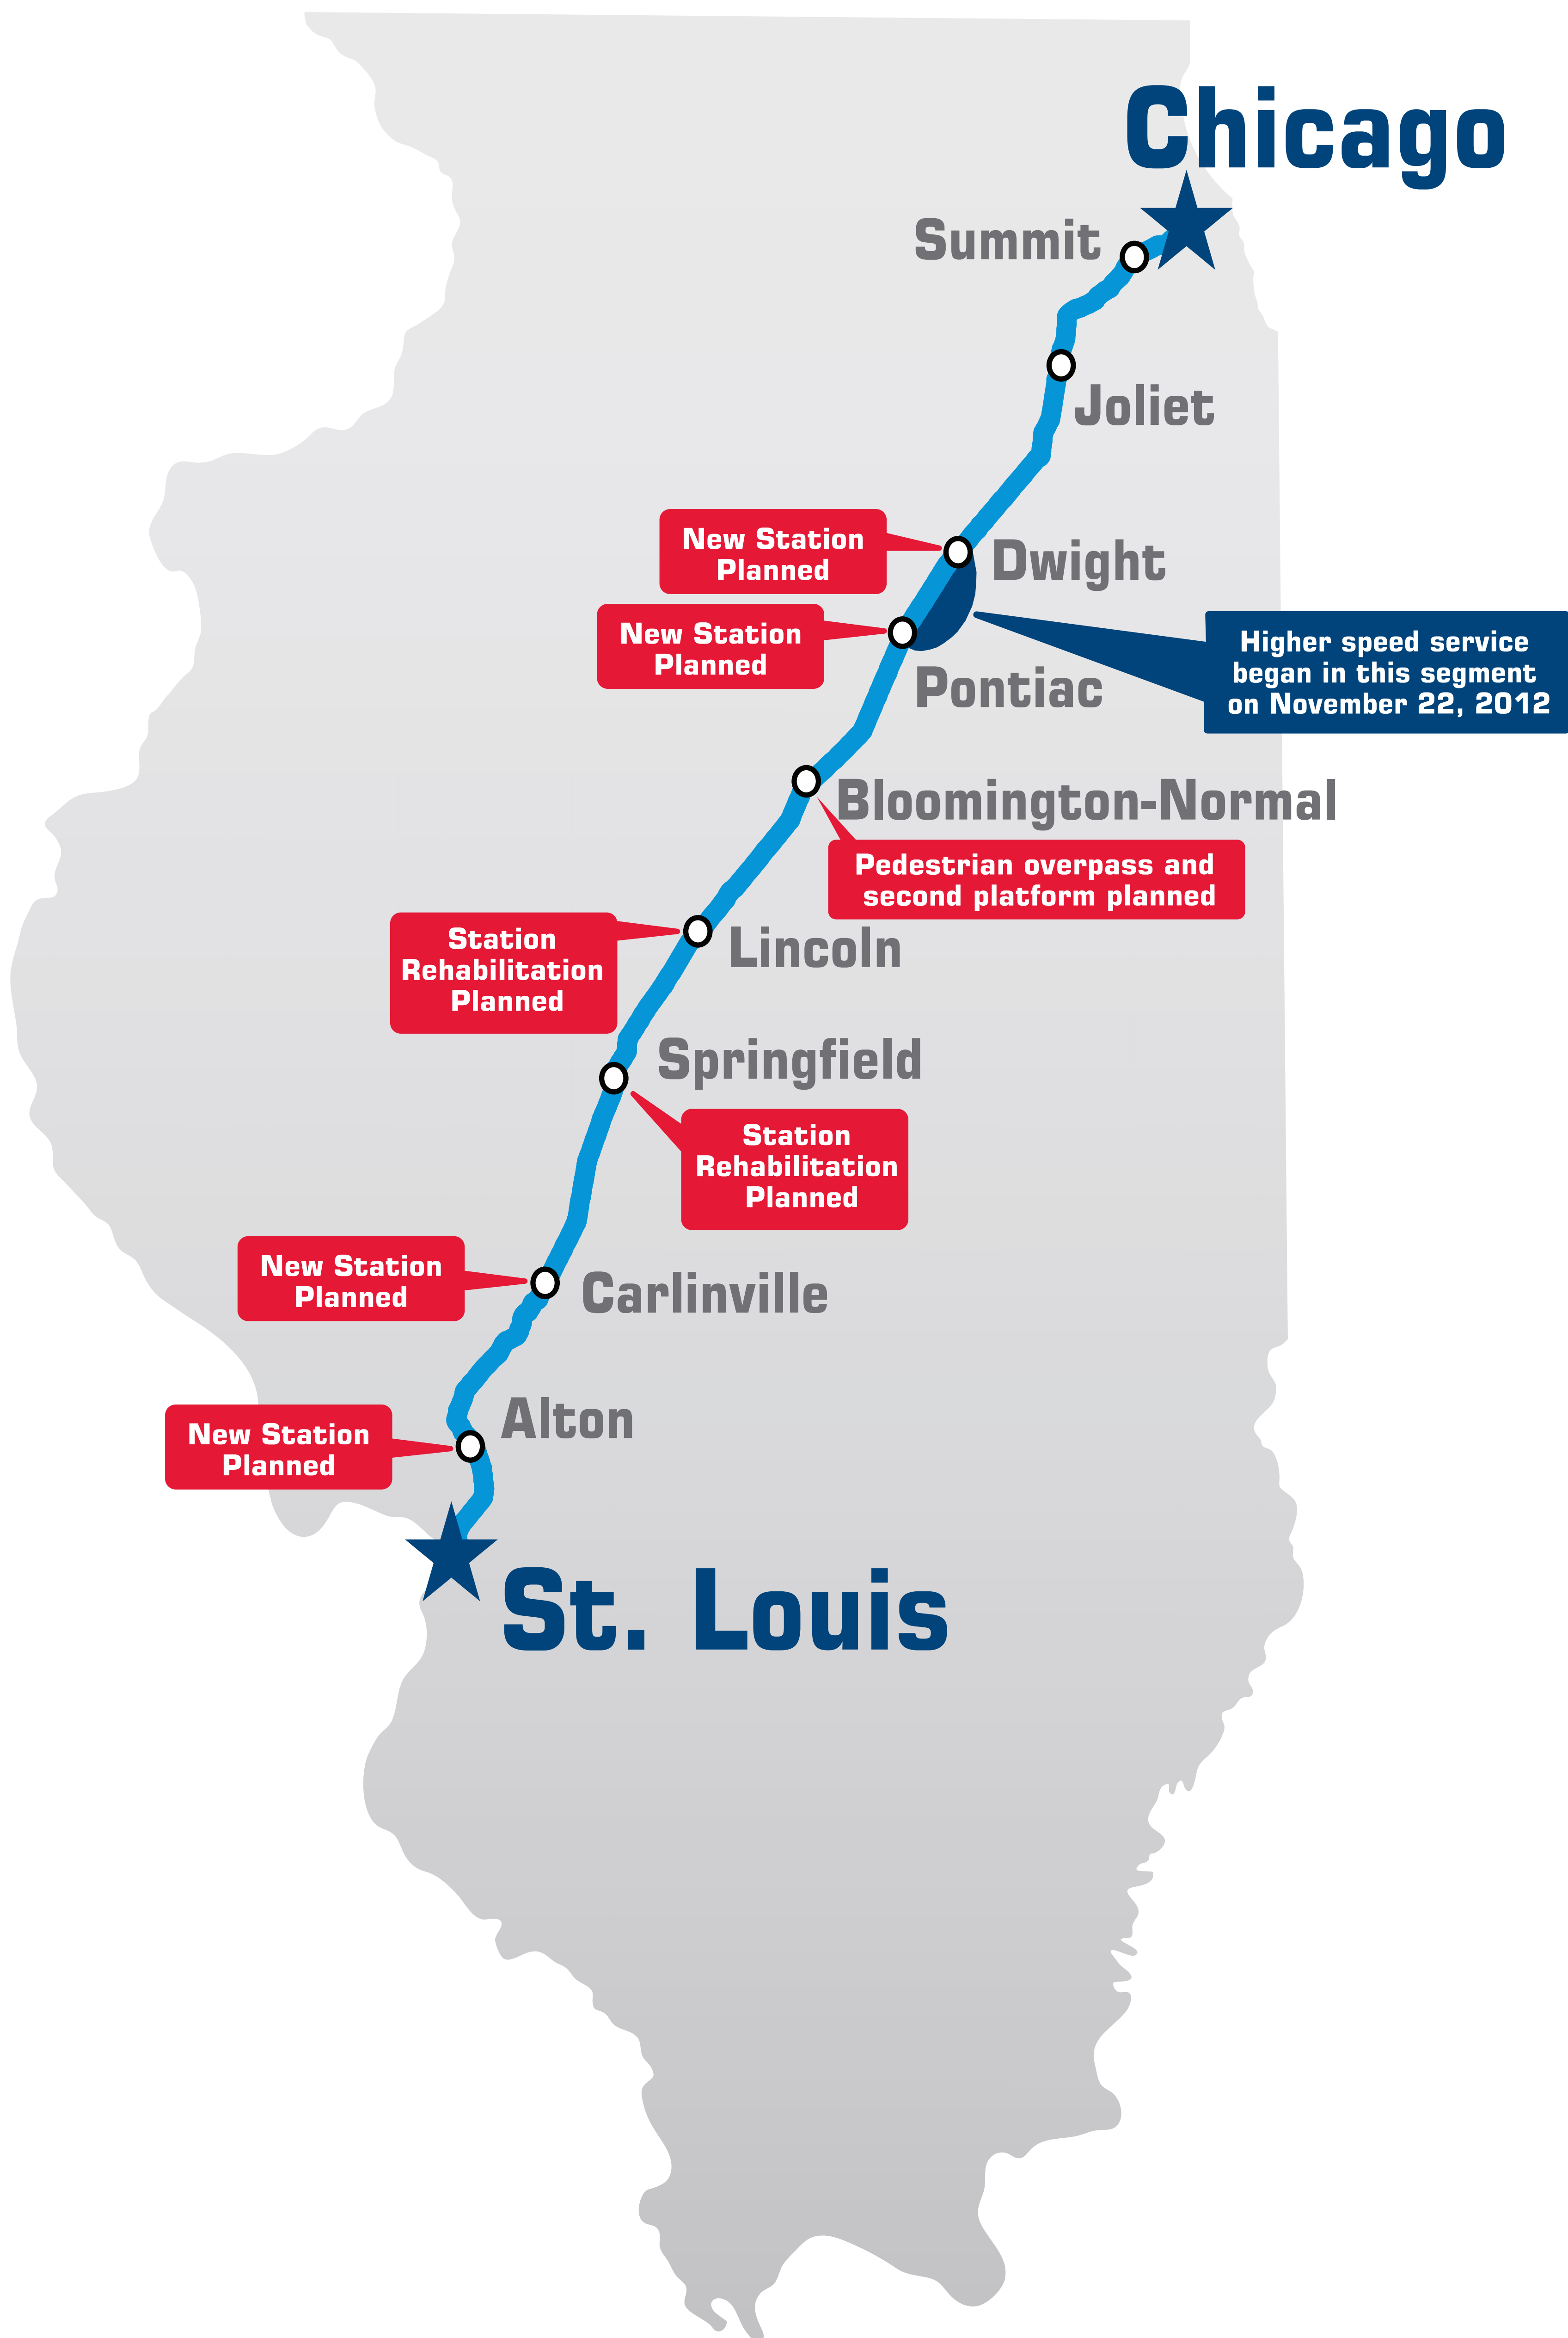 Chicago
Summit
Joliet
New Station
Planned
Dwight
New Station
Planned
Higher speed service
began in this segment
on November 22, 2012
Pontiac
Bloomington-Normal
Pedestrian overpass and
second platform planned
Station
Rehabilitation
Planned
Lincoln
Springfield
Station
Rehabilitation
Planned
New Station
Planned
Carlinville
Alton
New Station
Planned
St. Louis